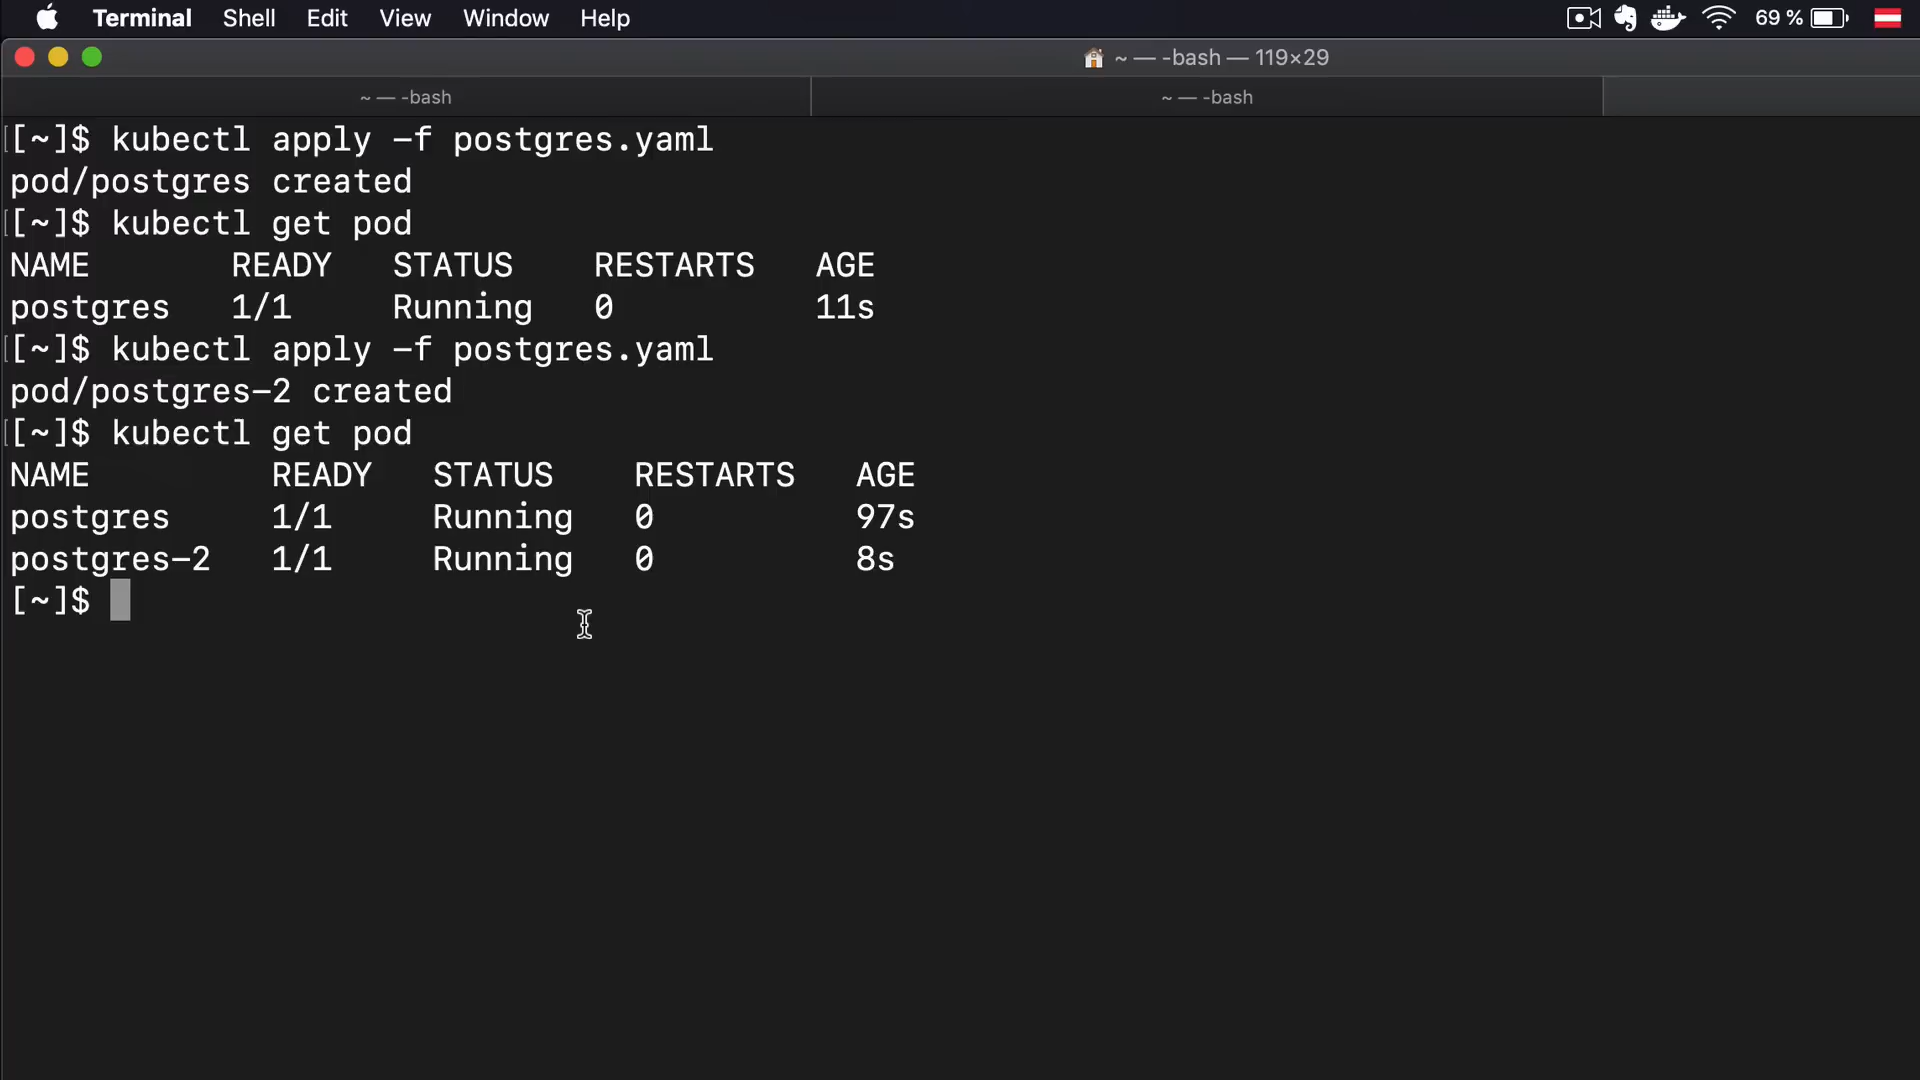 Terminal Shell Edit View Window Help 69 %
~ — -bash — 119×29
~ — -bash ~ — -bash
[[~]$ kubectl apply -f postgres.yaml
pod/postgres created
[[~]$ kubectl get pod
NAME READY STATUS RESTARTS AGE
postgres 1/1 Running 0 11s
[[~]$ kubectl apply -f postgres.yaml
pod/postgres-2 created
[[~]$ kubectl get pod
NAME READY STATUS RESTARTS AGE
postgres 1/1 Running 0 97s
postgres-2 1/1 Running 0 8s
[~]$